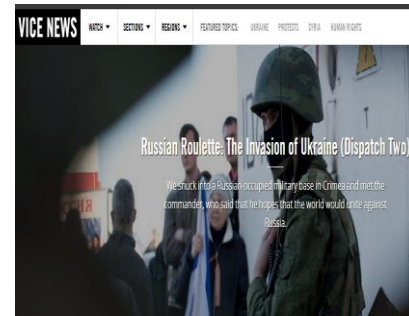 VICE NEWS
WATCH ▾ SECTIONS ▾ REGIONS ▾ FEATURED TOPICS: UKRAINE PROTESTS SYRIA HUMAN RIGHTS
Russian Roulette: The Invasion of Ukraine (Dispatch Two)
We snuck into a Russian-occupied military base in Crimea and met the
commander, who said that he hopes that the world would unite against
Russia.